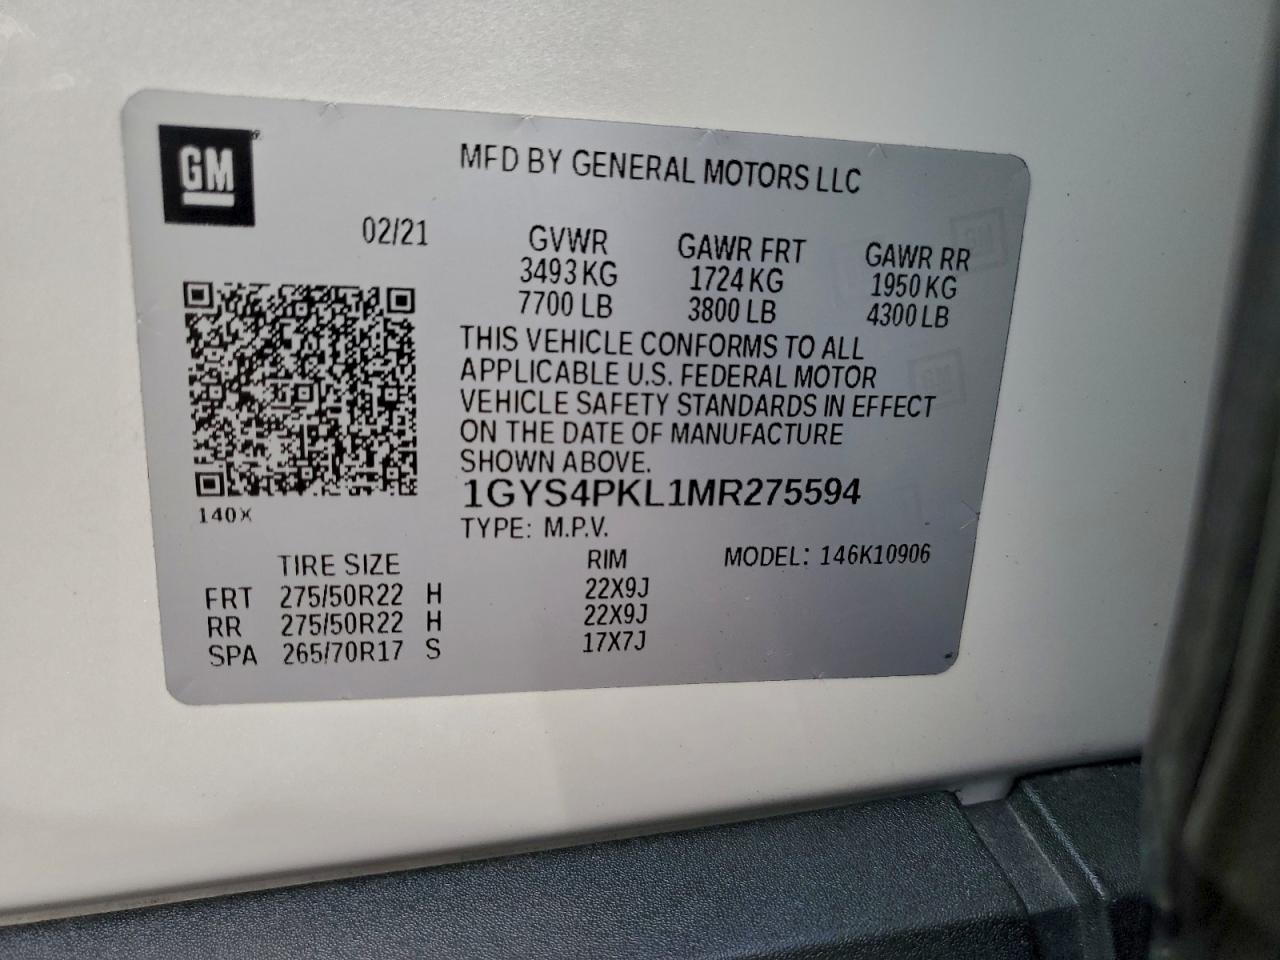 GM
MFD BY GENERAL MOTORS LLC
02/21
GVWR GAWR FRT GAWR RR
3493 KG 1724 KG 1950 KG
7700 LB 3800 LB 4300 LB
THIS VEHICLE CONFORMS TO ALL
APPLICABLE U.S. FEDERAL MOTOR
VEHICLE SAFETY STANDARDS IN EFFECT
ON THE DATE OF MANUFACTURE
SHOWN ABOVE.
1GYS4PKL1MR275594
140X
TYPE: M.P.V.
TIRE SIZE RIM MODEL: 146K10906
FRT 275/50R22 H 22X9J
RR 275/50R22 H 22X9J
SPA 265/70R17 S 17X7J